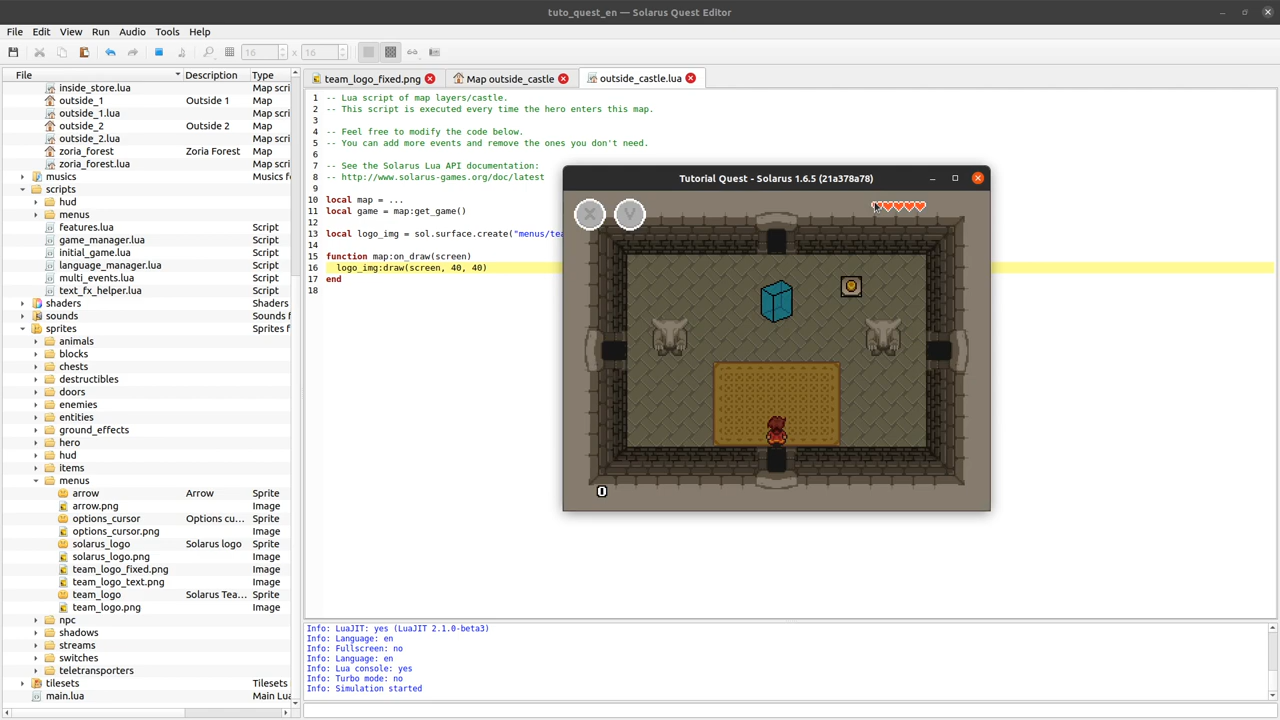 tuto_quest_en — Solarus Quest Editor
File Edit View Run Audio Tools Help
16 x 16
File Description Type
team_logo_fixed.png Map outside_castle outside_castle.lua
inside_store.lua Map scri
outside_1 Outside 1 Map
outside_1.lua Map scri
outside_2 Outside 2 Map
outside_2.lua Map scri
zoria_forest Zoria Forest Map
zoria_forest.lua Map scri
musics Musics f
scripts
hud
menus
features.lua Script
game_manager.lua Script
initial_game.lua Script
language_manager.lua Script
multi_events.lua Script
text_fx_helper.lua Script
shaders Shaders
sounds Sounds f
sprites Sprites f
animals
blocks
chests
destructibles
doors
enemies
entities
ground_effects
hero
hud
items
menus
arrow Arrow Sprite
arrow.png Image
options_cursor Options cu... Sprite
options_cursor.png Image
solarus_logo Solarus logo Sprite
solarus_logo.png Image
team_logo_fixed.png Image
team_logo_text.png Image
team_logo Solarus Tea... Sprite
team_logo.png Image
npc
shadows
streams
switches
teletransporters
tilesets Tilesets
main.lua Main Lua
1 -- Lua script of map layers/castle.
2 -- This script is executed every time the hero enters this map.
3
4 -- Feel free to modify the code below.
5 -- You can add more events and remove the ones you don't need.
6
7 -- See the Solarus Lua API documentation:
8 -- http://www.solarus-games.org/doc/latest
9
10 local map = ...
11 local game = map:get_game()
12
13 local logo_img = sol.surface.create("menus/tea
14
15 function map:on_draw(screen)
16 logo_img:draw(screen, 40, 40)
17 end
18
Tutorial Quest - Solarus 1.6.5 (21a378a78)
X V
0
Info: LuaJIT: yes (LuaJIT 2.1.0-beta3)
Info: Language: en
Info: Fullscreen: no
Info: Language: en
Info: Lua console: yes
Info: Turbo mode: no
Info: Simulation started